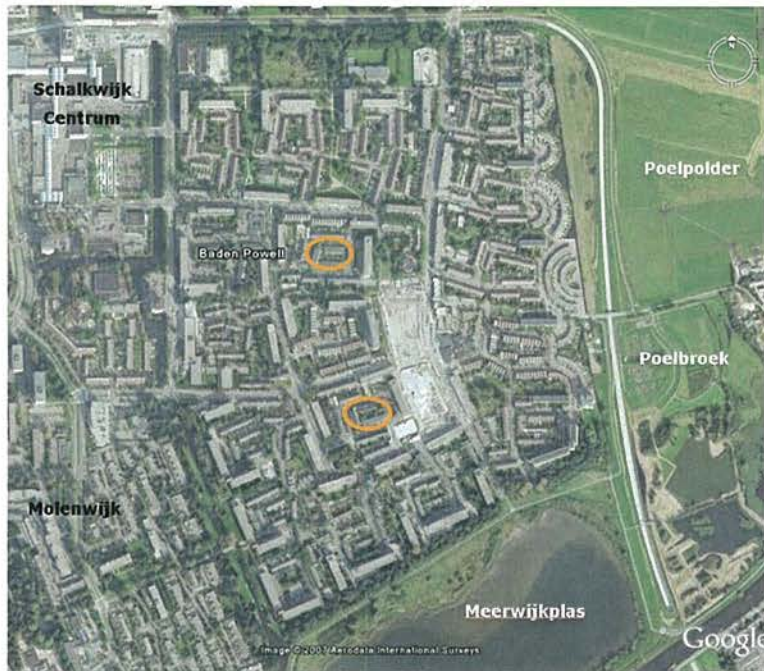 Schalkwijk
Centrum
N
Poelpolder
Baden Powell
Poelbroek
Molenwijk
Meerwijkplas
Image © 2007 Aerodata International Surveys
Google